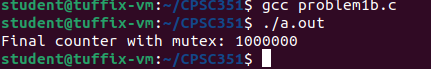 student@tuffix-vm:~/CPSC351$ gcc problem1b.c
student@tuffix-vm:~/CPSC351$ ./a.out
Final counter with mutex: 1000000
student@tuffix-vm:~/CPSC351$